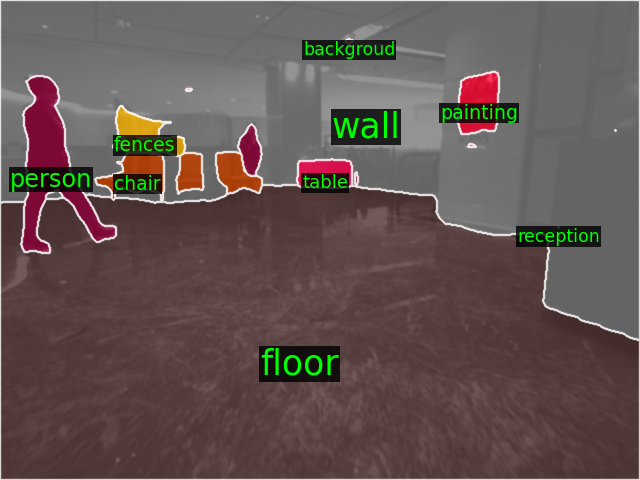 backgroud
painting
wall
fences
person
chair
table
reception
floor